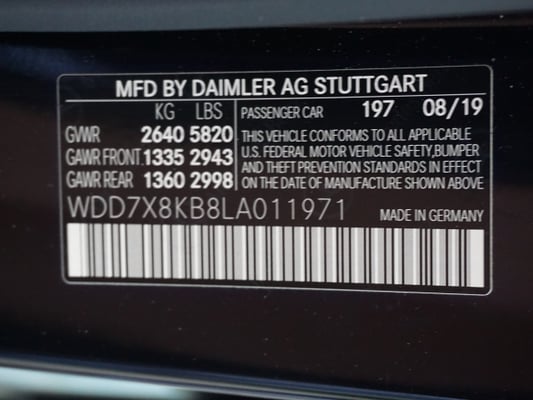 MFD BY DAIMLER AG STUTTGART
KG LBS
GVWR 2640 5820
GAWR FRONT 1335 2943
GAWR REAR 1360 2998
PASSENGER CAR 197 08/19
THIS VEHICLE CONFORMS TO ALL APPLICABLE
U.S. FEDERAL MOTOR VEHICLE SAFETY,BUMPER
AND THEFT PREVENTION STANDARDS IN EFFECT
ON THE DATE OF MANUFACTURE SHOWN ABOVE
WDD7X8KB8LA011971 MADE IN GERMANY